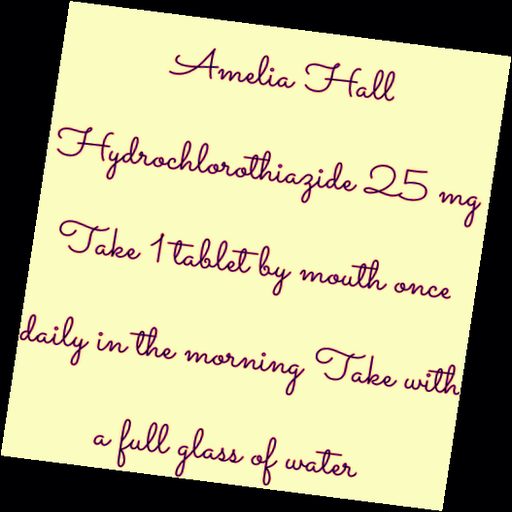 Amelia Hall
Hydrochlorothiazide 25 mg
Take 1 tablet by mouth once
daily in the morning Take with
a full glass of water